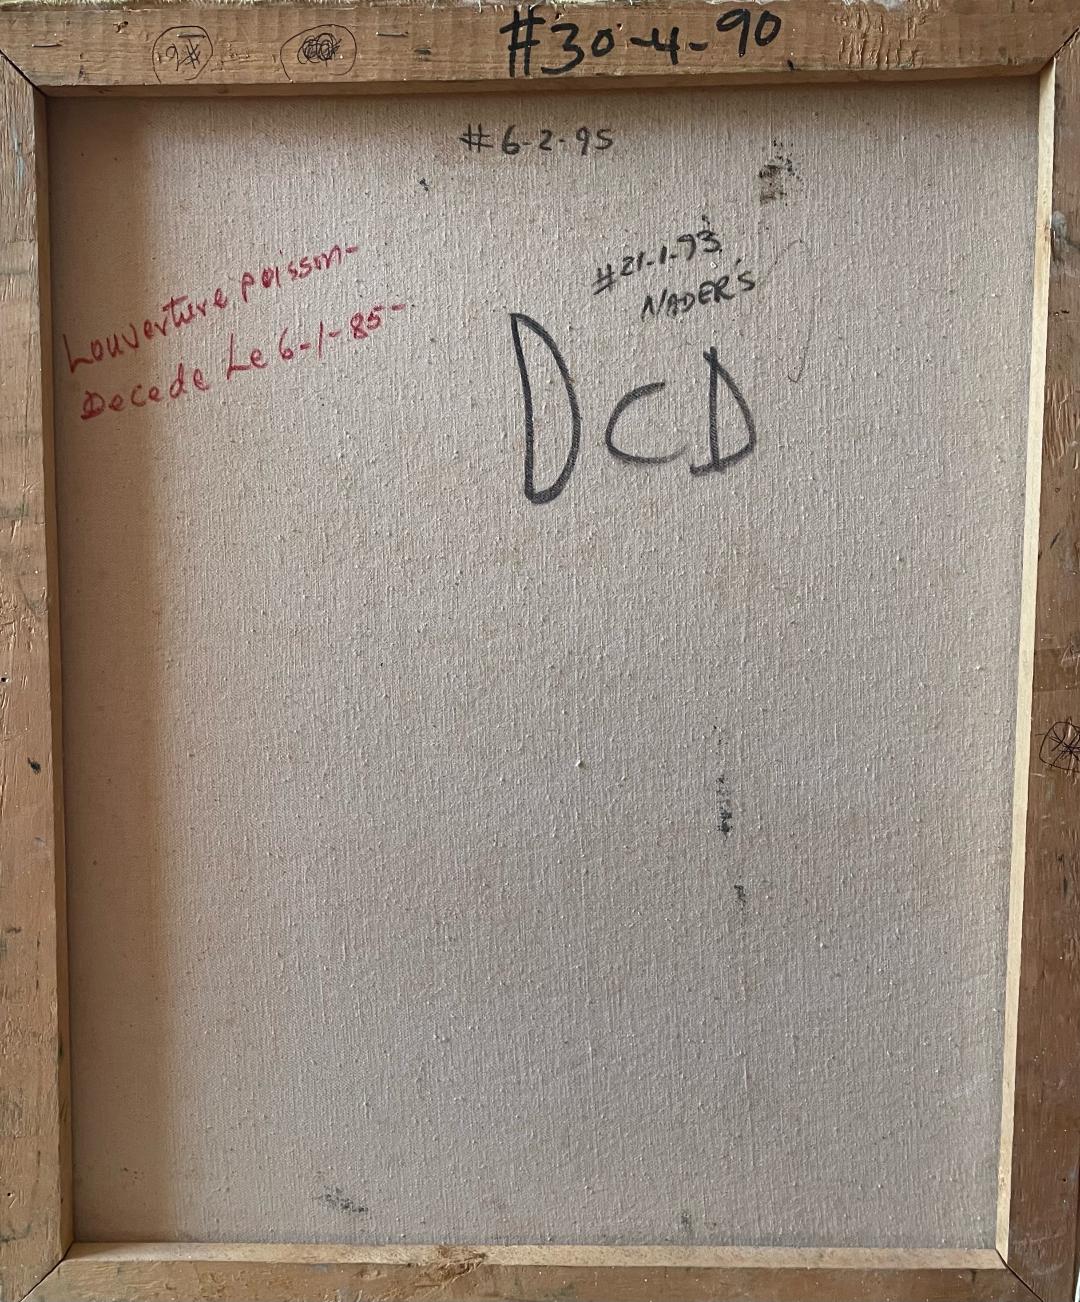 #30-4-90
#6-2-95
#21-1-93
NADER'S
Louverture poisson-
Decede Le 6-1-85-
DCD